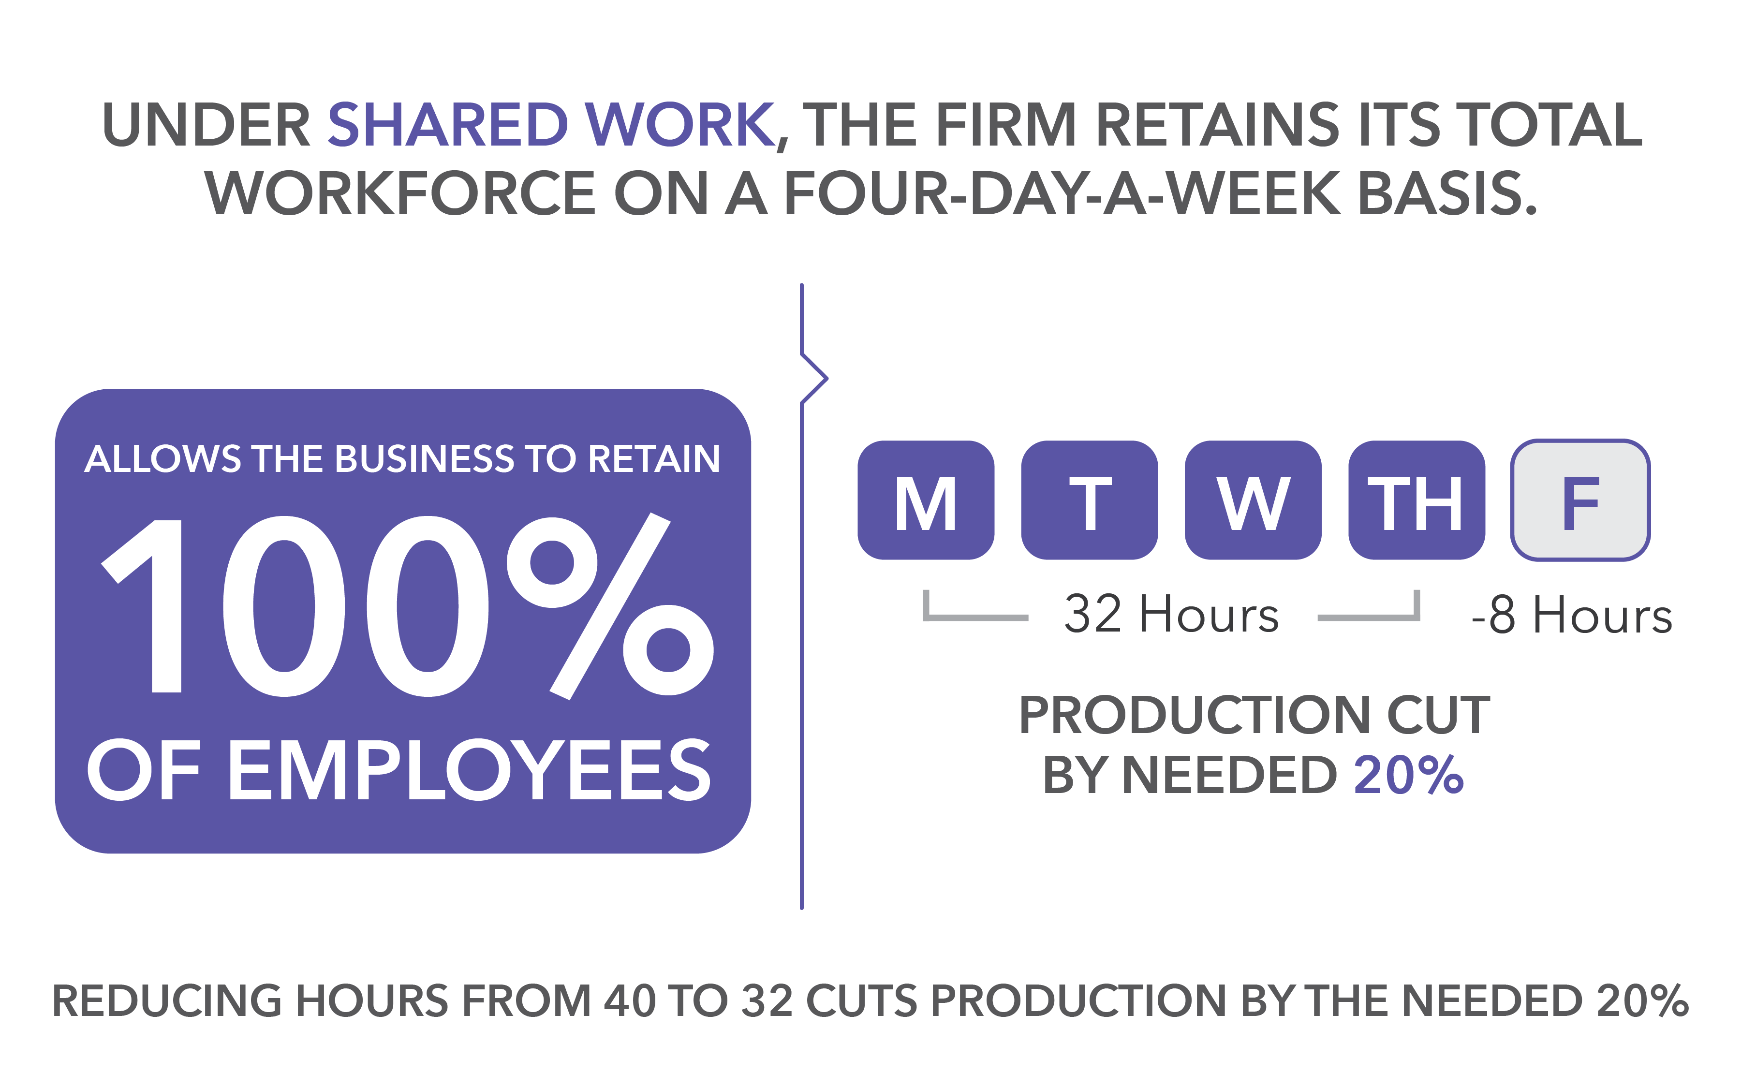 UNDER SHARED WORK, THE FIRM RETAINS ITS TOTAL
WORKFORCE ON A FOUR-DAY-A-WEEK BASIS.
ALLOWS THE BUSINESS TO RETAIN
100%
OF EMPLOYEES
M T W TH F
32 Hours -8 Hours
PRODUCTION CUT
BY NEEDED 20%
REDUCING HOURS FROM 40 TO 32 CUTS PRODUCTION BY THE NEEDED 20%